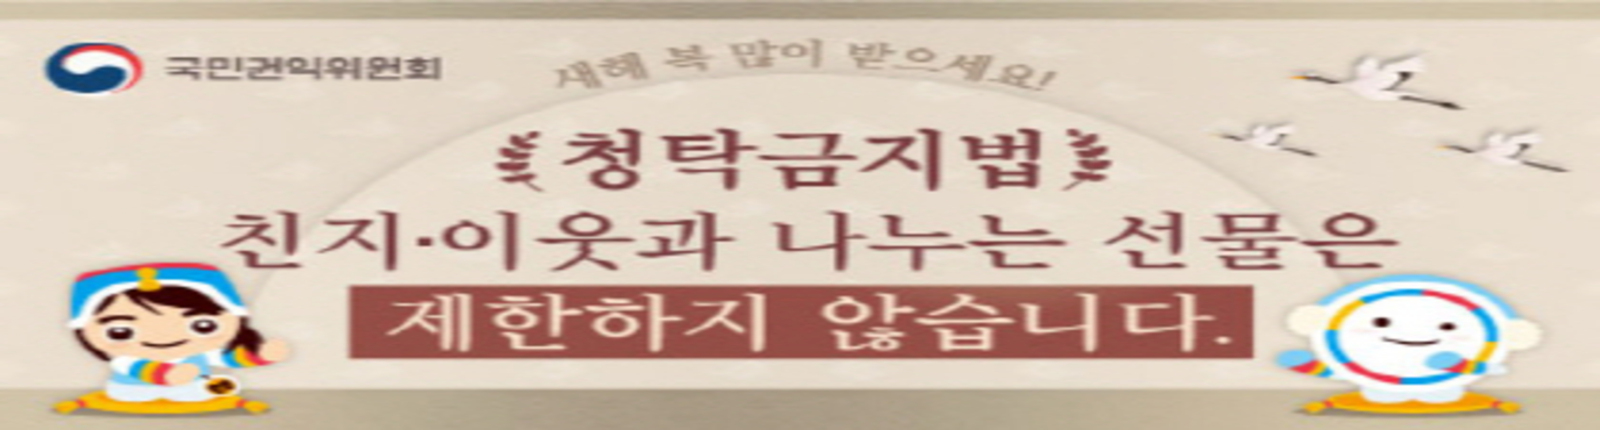 국민권익위원회
새해 복 많이 받으세요!
청탁금지법
친지·이웃과 나누는 선물은
제한하지 않습니다.